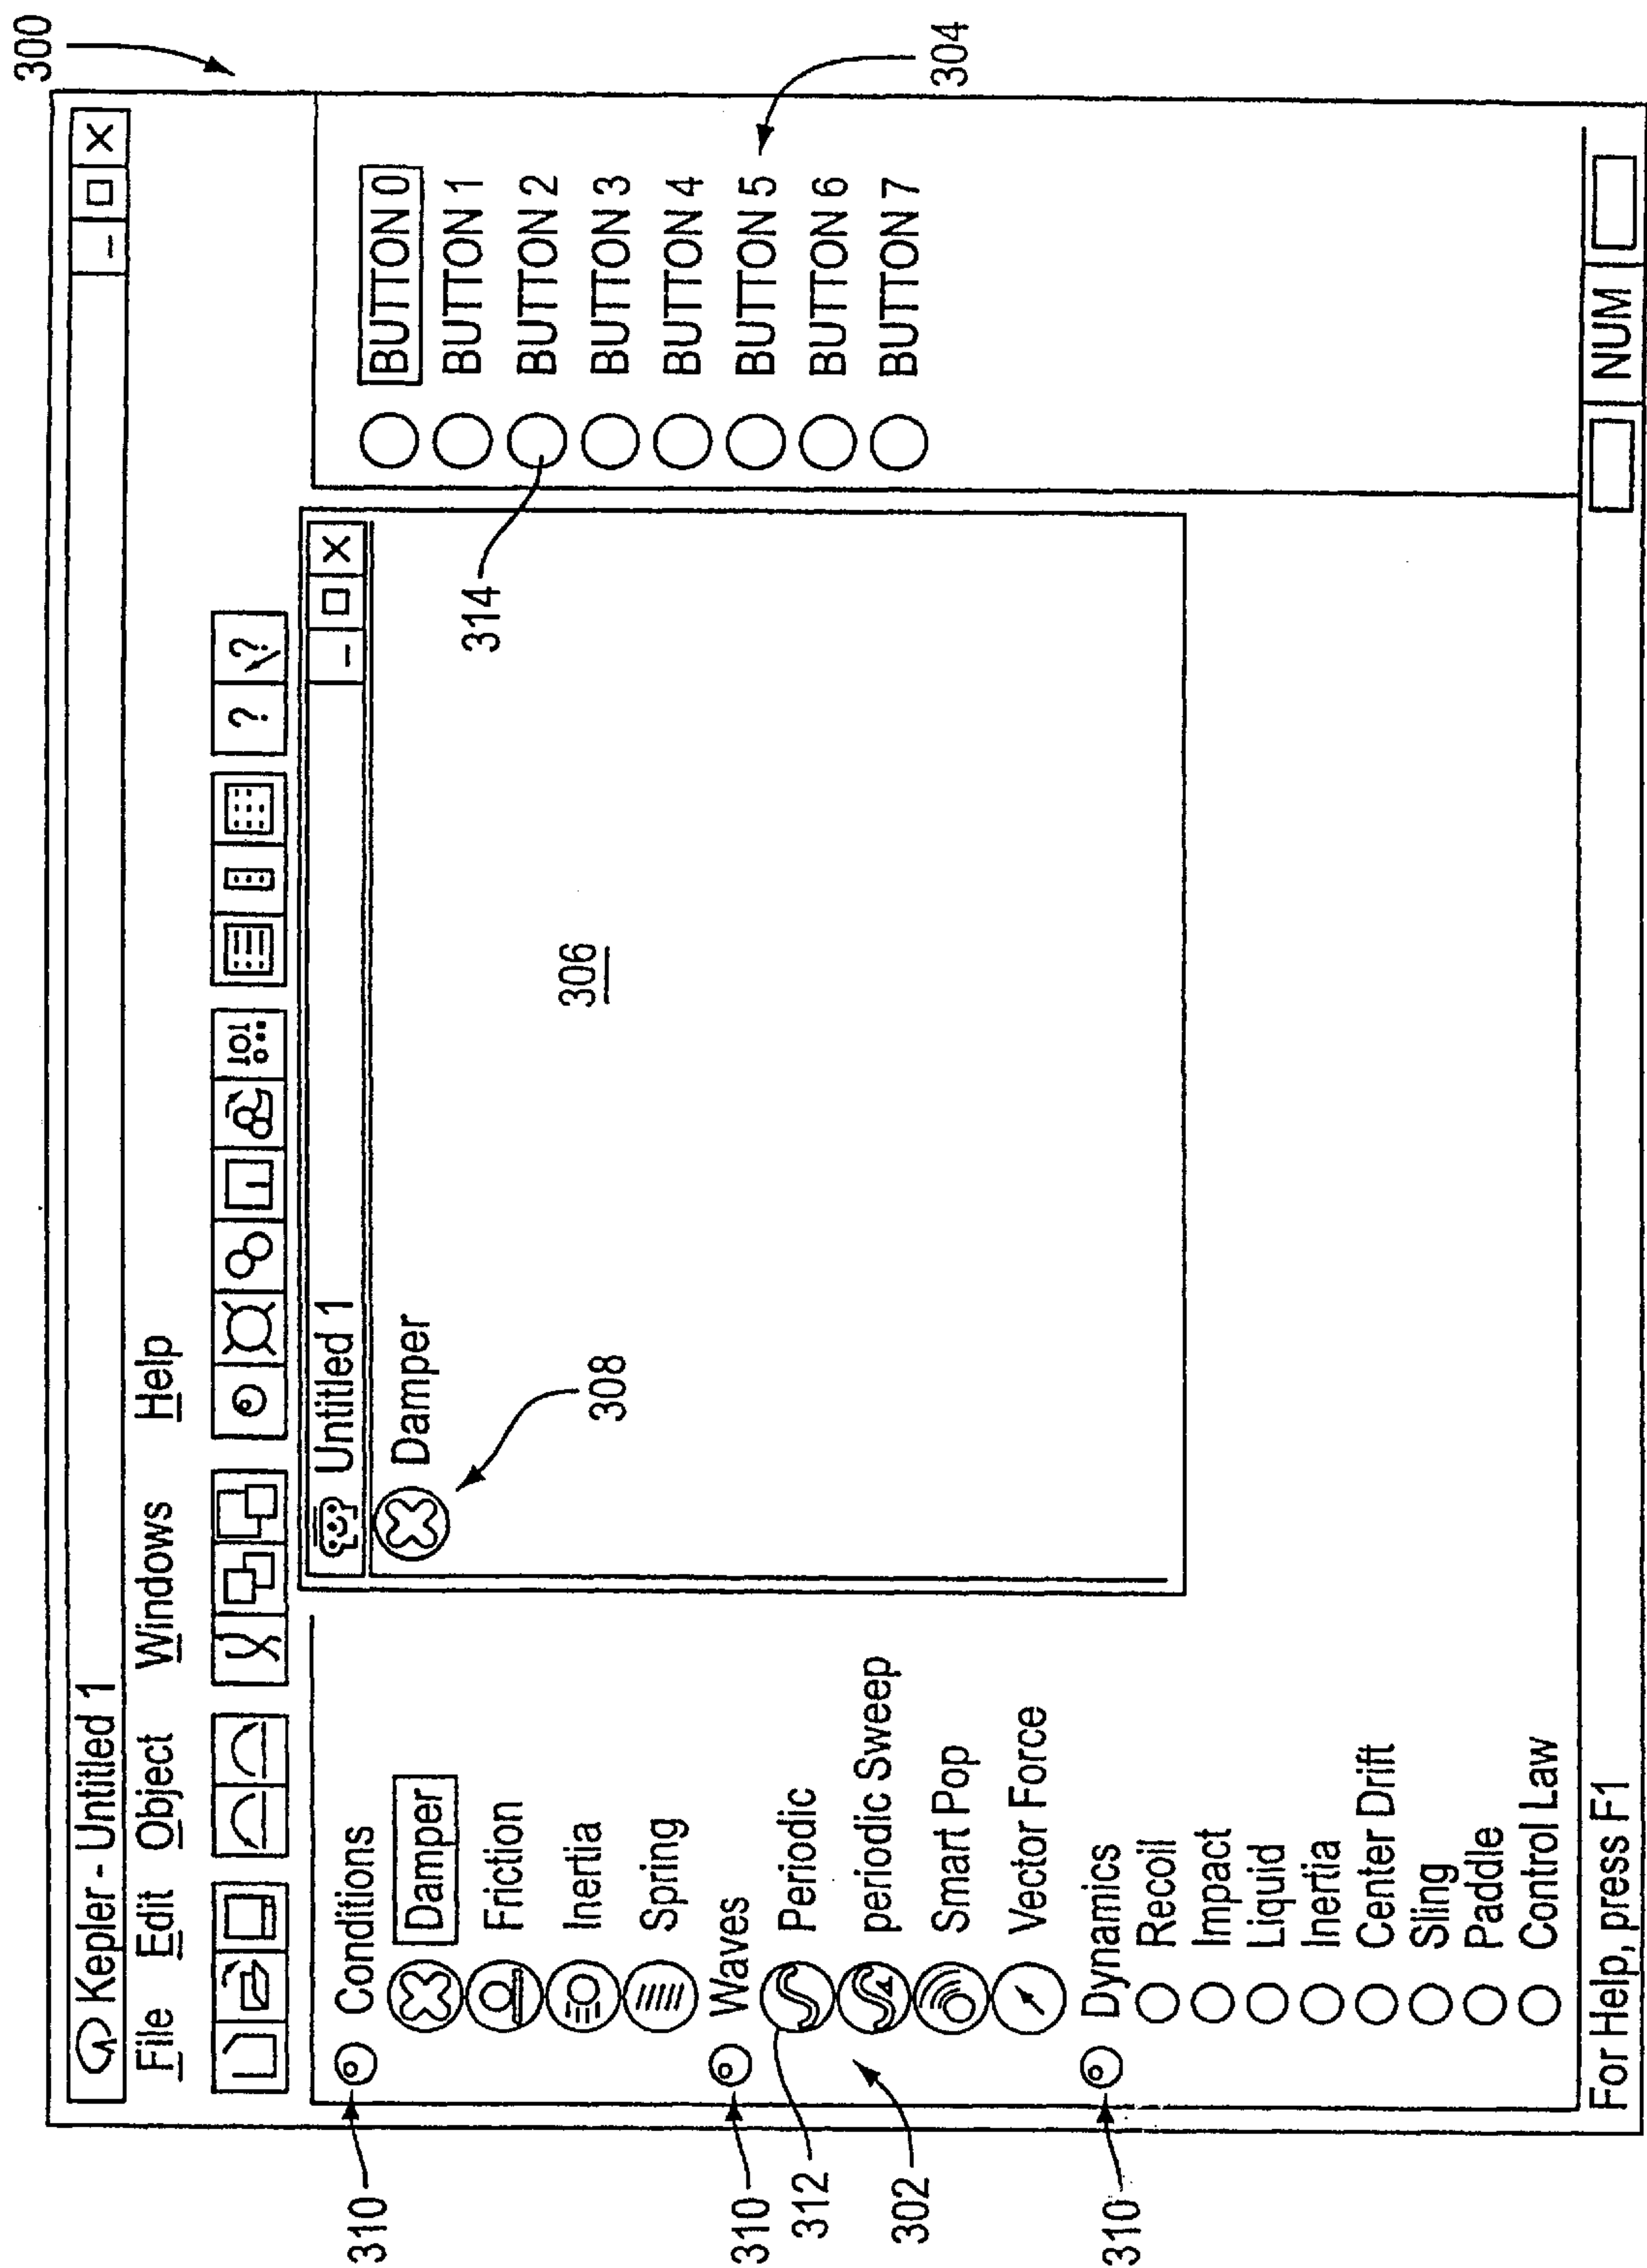 300
Kepler - Untitled 1
File Edit Object Windows Help
? ?
310 Conditions
Damper
Friction
Inertia
Spring
310 Waves
312 Periodic
periodic Sweep
302
Smart Pop
Vector Force
310 Dynamics
Recoil
Impact
Liquid
Inertia
Center Drift
Sling
Paddle
Control Law
Untitled 1
Damper
308
306
314
BUTTON 0
BUTTON 1
BUTTON 2
BUTTON 3
BUTTON 4
BUTTON 5
BUTTON 6
BUTTON 7
304
For Help, press F1
NUM